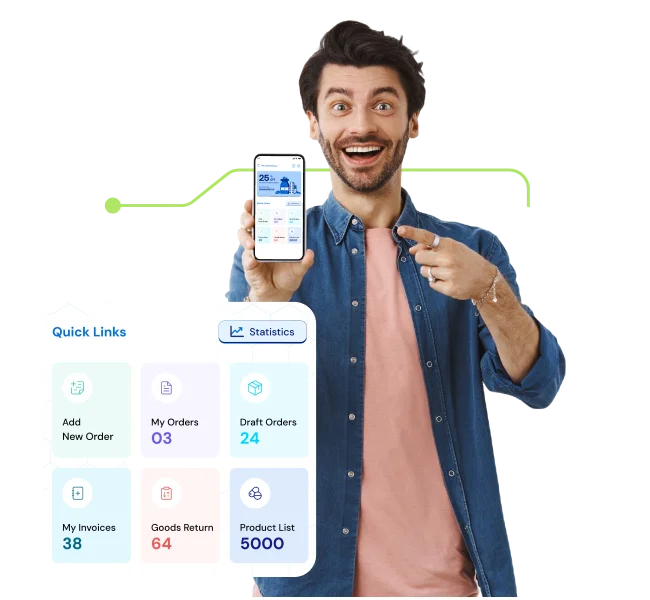 25 %
Quick Links
Statistics
Add
New Order
My Orders
03
Draft Orders
24
My Invoices
38
Goods Return
64
Product List
5000